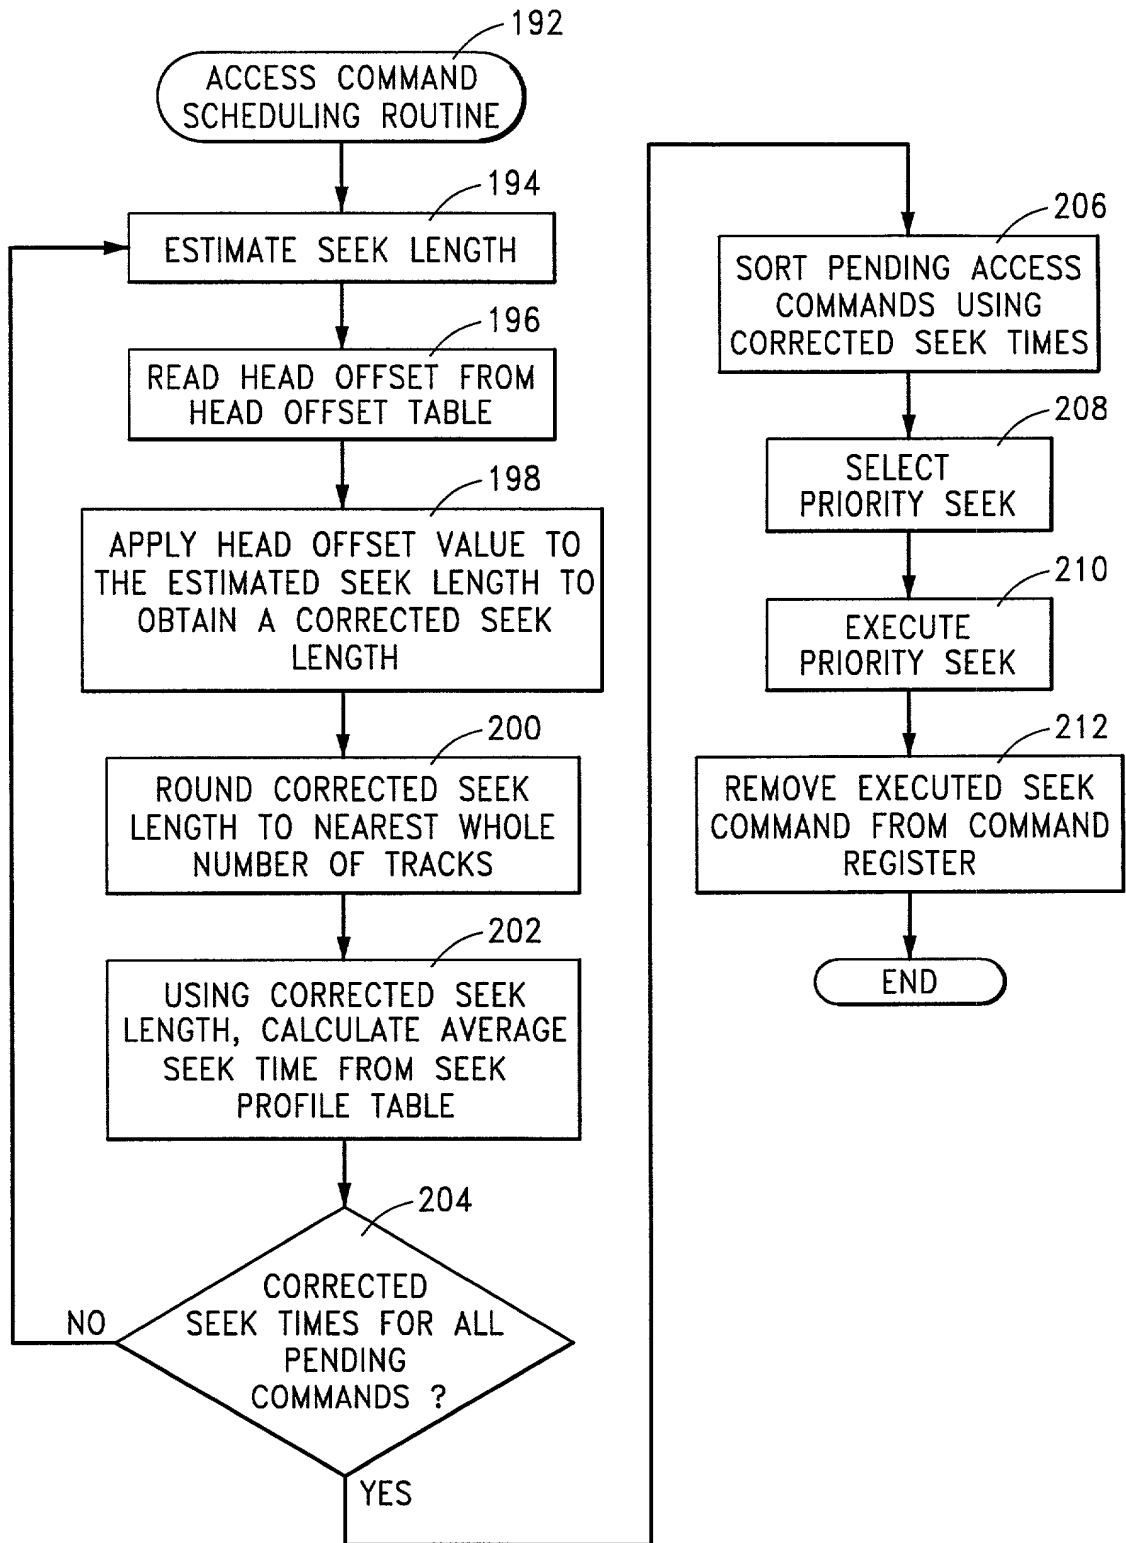 192
ACCESS COMMAND
SCHEDULING ROUTINE
194
ESTIMATE SEEK LENGTH
196
READ HEAD OFFSET FROM
HEAD OFFSET TABLE
198
APPLY HEAD OFFSET VALUE TO
THE ESTIMATED SEEK LENGTH TO
OBTAIN A CORRECTED SEEK
LENGTH
200
ROUND CORRECTED SEEK
LENGTH TO NEAREST WHOLE
NUMBER OF TRACKS
202
USING CORRECTED SEEK
LENGTH, CALCULATE AVERAGE
SEEK TIME FROM SEEK
PROFILE TABLE
204
CORRECTED
SEEK TIMES FOR ALL
PENDING
COMMANDS ?
NO
YES
206
SORT PENDING ACCESS
COMMANDS USING
CORRECTED SEEK TIMES
208
SELECT
PRIORITY SEEK
210
EXECUTE
PRIORITY SEEK
212
REMOVE EXECUTED SEEK
COMMAND FROM COMMAND
REGISTER
END